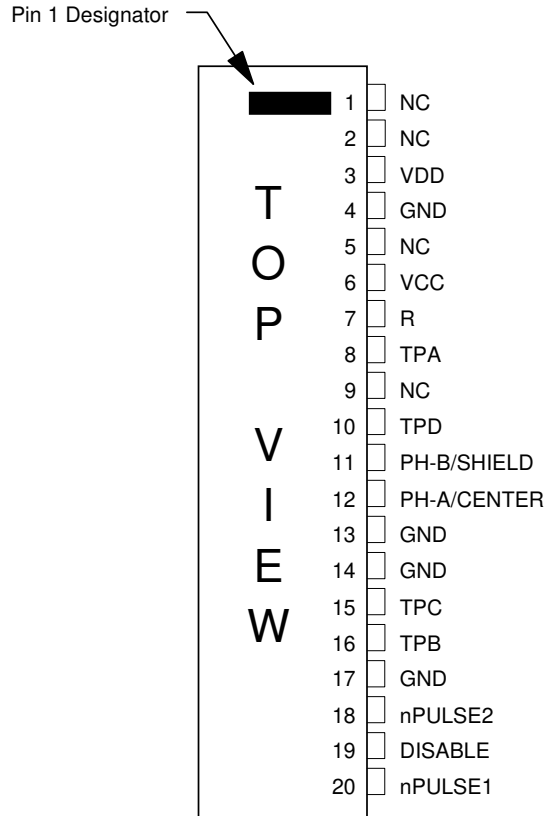 Pin 1 Designator
1 NC
2 NC
3 VDD
4 GND
5 NC
6 VCC
7 R
8 TPA
9 NC
10 TPD
11 PH-B/SHIELD
12 PH-A/CENTER
13 GND
14 GND
15 TPC
16 TPB
17 GND
18 nPULSE2
19 DISABLE
20 nPULSE1
TOP
VIEW